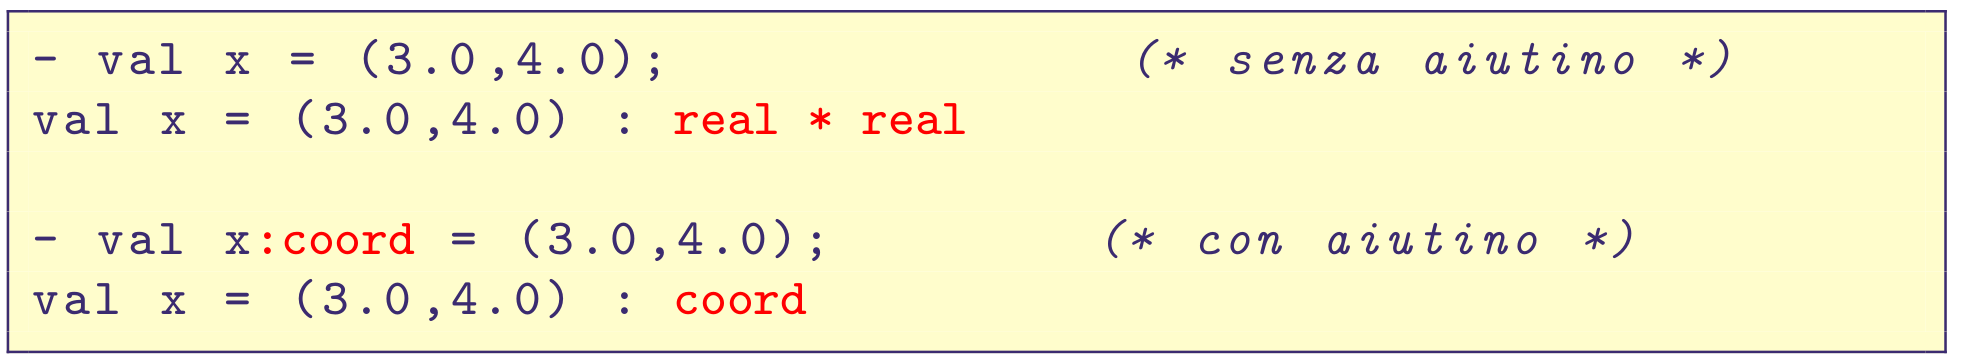 - val x = (3.0,4.0); (* senza aiutino *)
val x = (3.0,4.0) : real * real
- val x:coord = (3.0,4.0); (* con aiutino *)
val x = (3.0,4.0) : coord